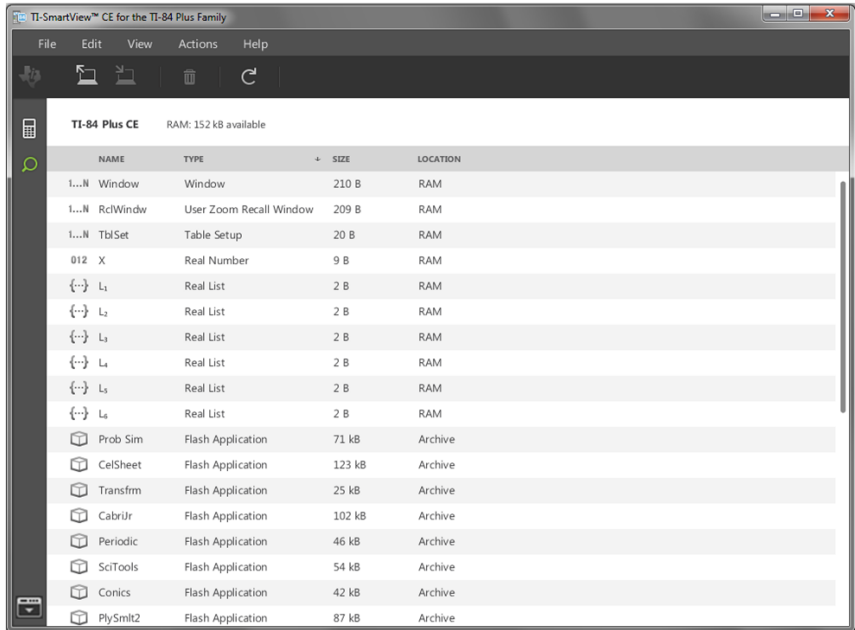 TI-SmartView™ CE for the TI-84 Plus Family
File Edit View Actions Help
TI-84 Plus CE RAM: 152 kB available
NAME TYPE SIZE LOCATION
1...N Window Window 210 B RAM
1...N RclWindw User Zoom Recall Window 209 B RAM
1...N TblSet Table Setup 20 B RAM
012 X Real Number 9 B RAM
{...} L₁ Real List 2 B RAM
{...} L₂ Real List 2 B RAM
{...} L₃ Real List 2 B RAM
{...} L₄ Real List 2 B RAM
{...} L₅ Real List 2 B RAM
{...} L₆ Real List 2 B RAM
Prob Sim Flash Application 71 kB Archive
CelSheet Flash Application 123 kB Archive
Transfrm Flash Application 25 kB Archive
CabriJr Flash Application 102 kB Archive
Periodic Flash Application 46 kB Archive
SciTools Flash Application 54 kB Archive
Conics Flash Application 42 kB Archive
PlySmlt2 Flash Application 87 kB Archive